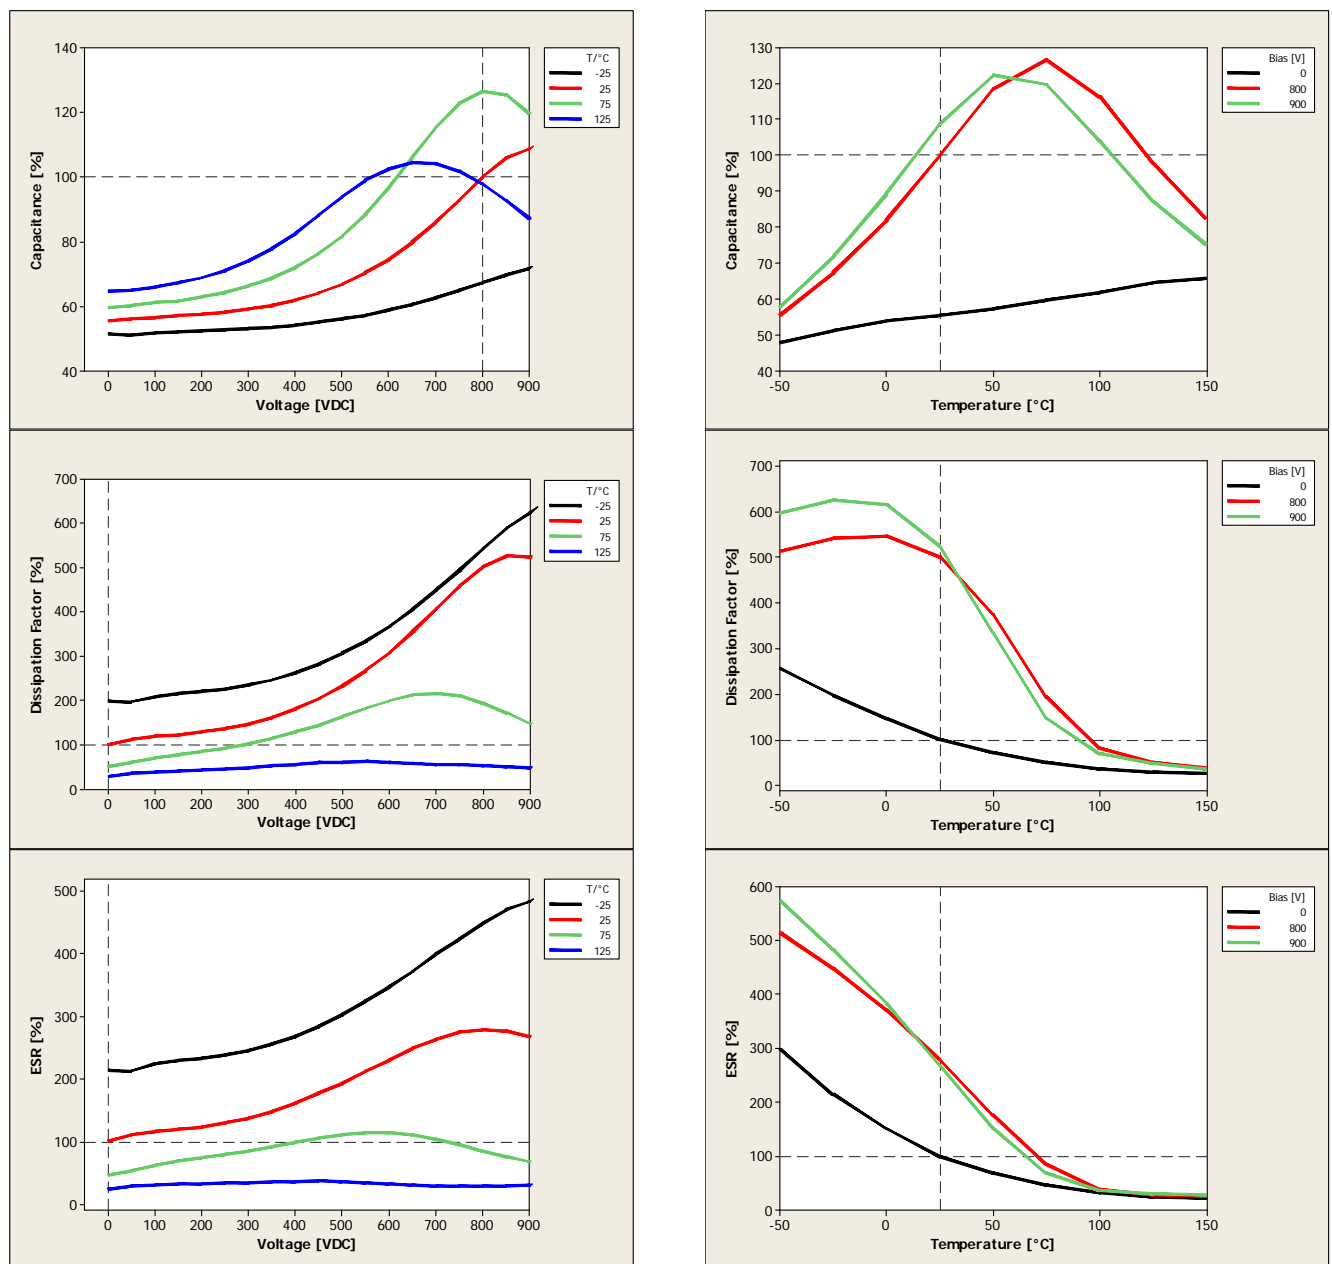 140
120
100
80
60
40
Capacitance [%]
0 100 200 300 400 500 600 700 800 900
Voltage [VDC]
T/°C
-25
25
75
125
130
120
110
100
90
80
70
60
50
40
Capacitance [%]
-50 0 50 100 150
Temperature [°C]
Bias [V]
0
800
900
700
600
500
400
300
200
100
0
Dissipation Factor [%]
0 100 200 300 400 500 600 700 800 900
Voltage [VDC]
T/°C
-25
25
75
125
700
600
500
400
300
200
100
0
Dissipation Factor [%]
-50 0 50 100 150
Temperature [°C]
Bias [V]
0
800
900
500
400
300
200
100
0
ESR [%]
0 100 200 300 400 500 600 700 800 900
Voltage [VDC]
T/°C
-25
25
75
125
600
500
400
300
200
100
0
ESR [%]
-50 0 50 100 150
Temperature [°C]
Bias [V]
0
800
900